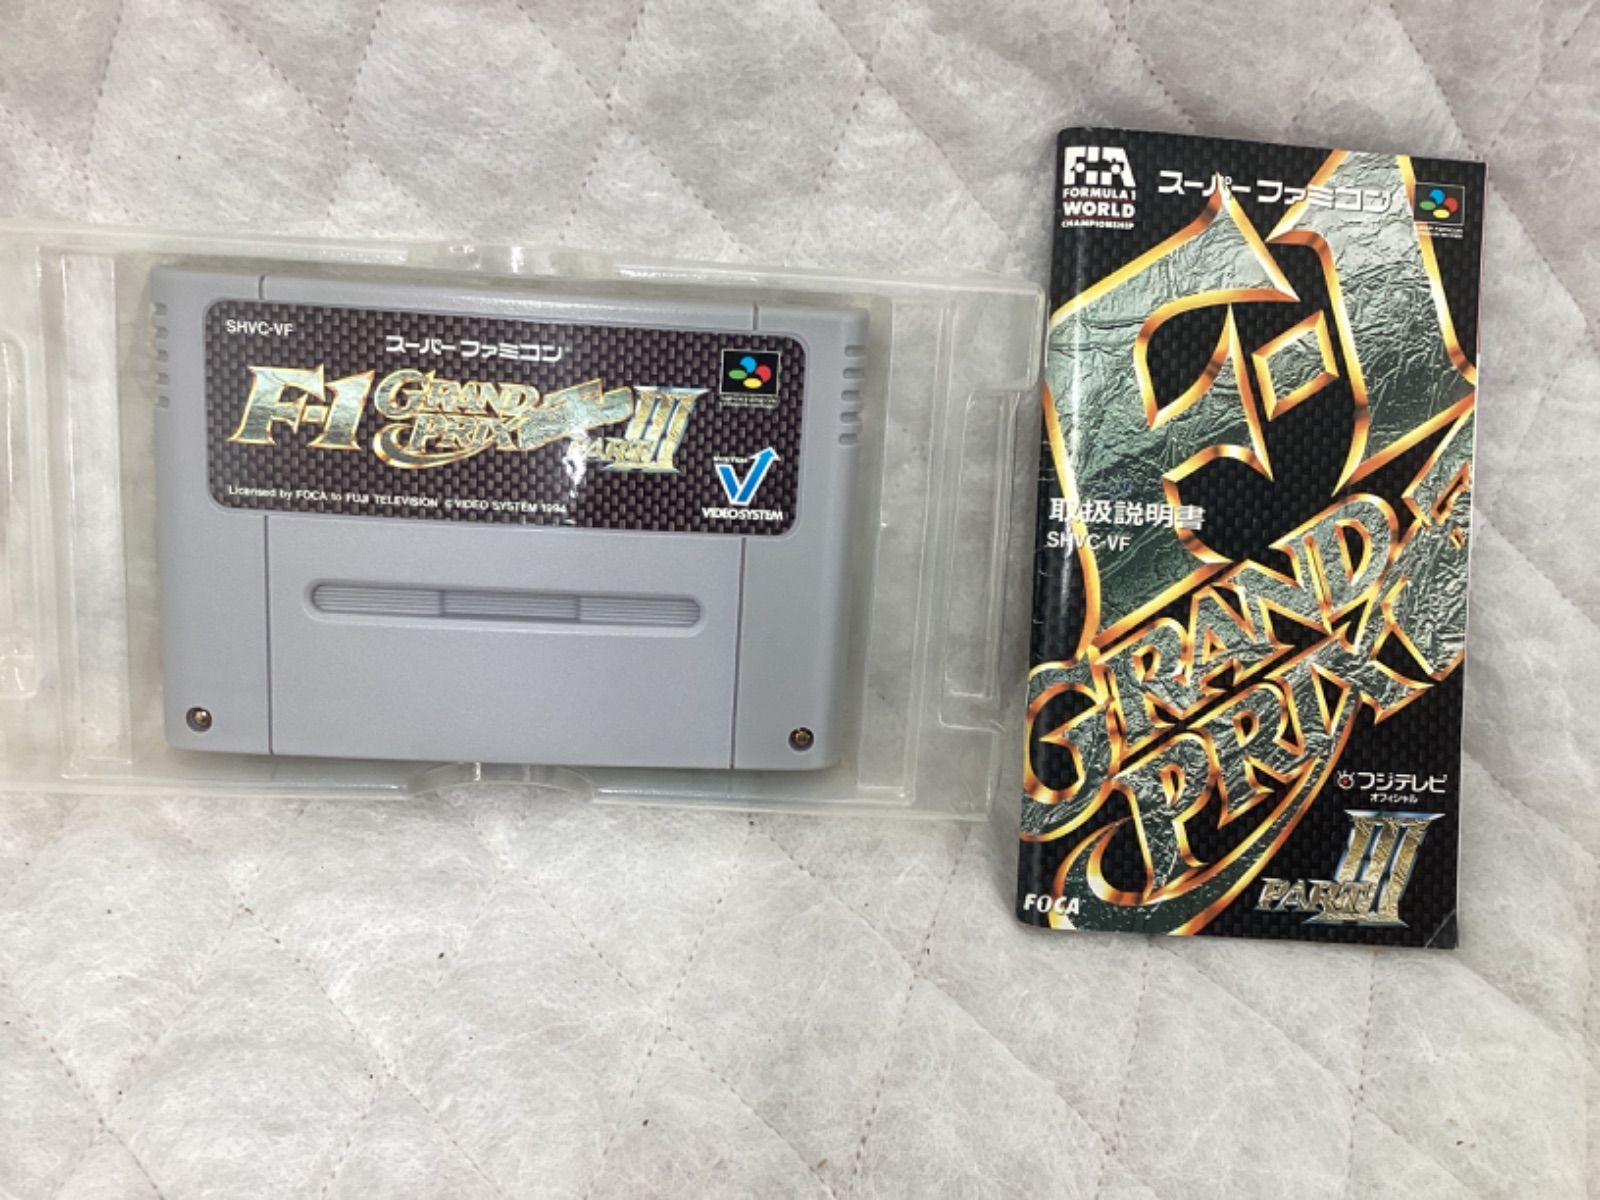 SHVC-VF
スーパーファミコン
F-1 GRAND PRIX PART III
VIDEO SYSTEM
Licensed by FOCA to FUJI TELEVISION © VIDEO SYSTEM 1994
FIA
FORMULA 1
WORLD
CHAMPIONSHIP
スーパーファミコン
F-1
取扱説明書
SHVC-VF
GRAND
PRIX
フジテレビ
オフィシャル
PART III
FOCA